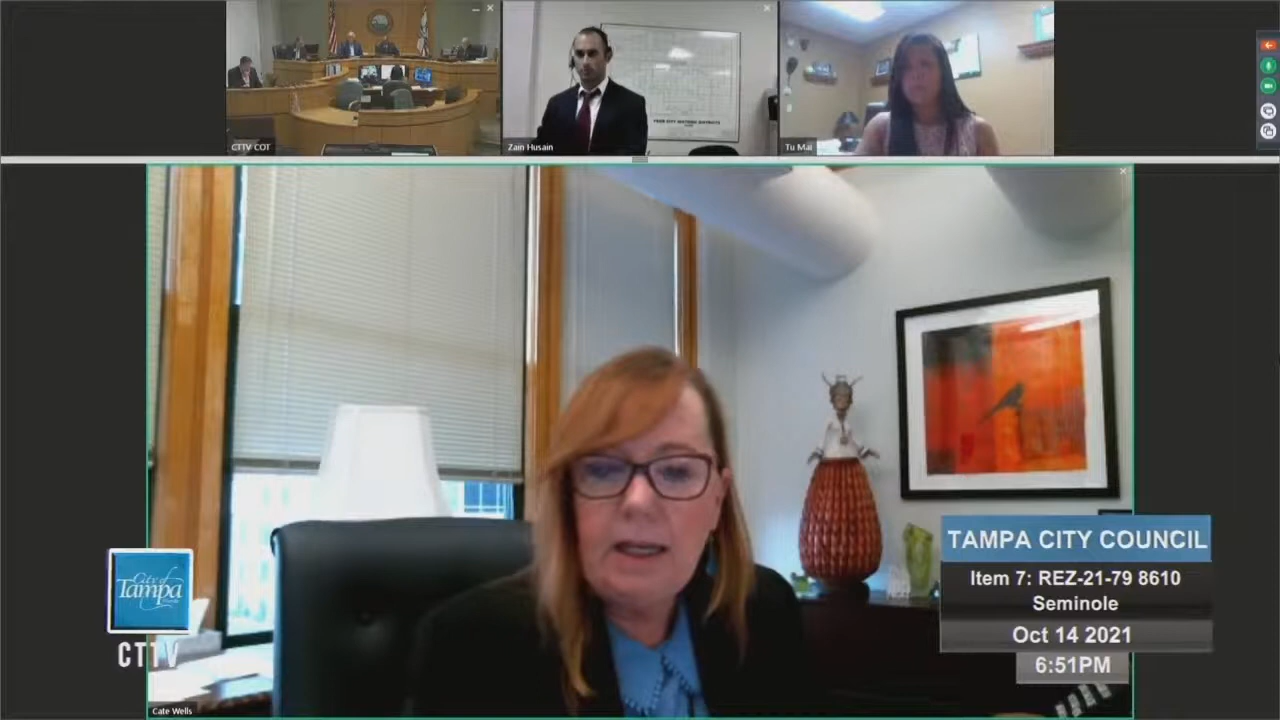 CTTV COT
Zain Husain
Tu Mai
TAMPA CITY COUNCIL
Item 7: REZ-21-79 8610
Seminole
Oct 14 2021
6:51PM
City of
Tampa
CTTV
Cate Wells